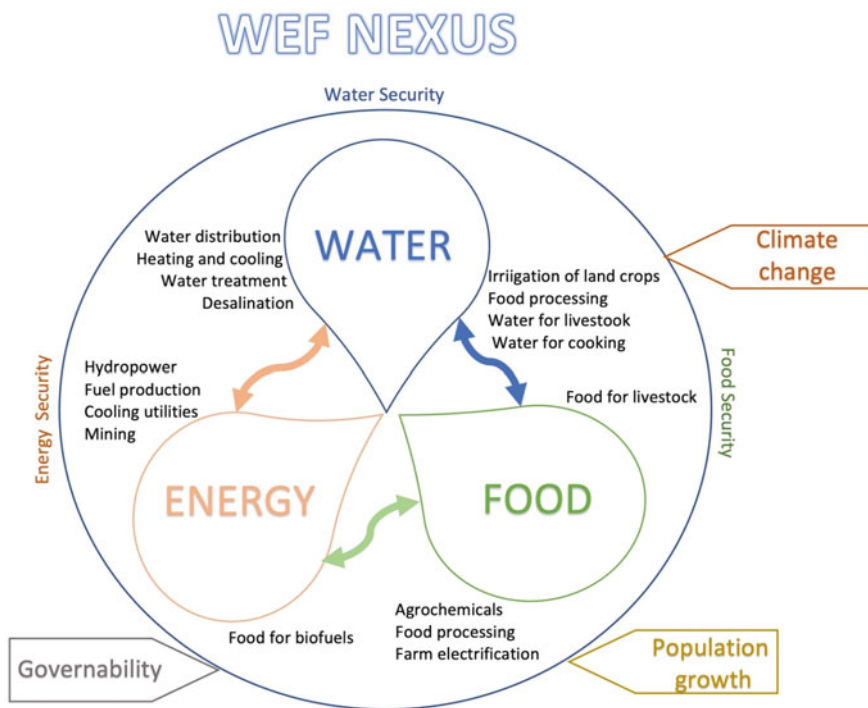 WEF NEXUS
Water Security
WATER
Water distribution
Heating and cooling
Water treatment
Desalination
Irriigation of land crops
Food processing
Water for livestook
Water for cooking
Climate
change
Hydropower
Fuel production
Cooling utilities
Mining
Food for livestock
Energy Security
Food Security
ENERGY
FOOD
Food for biofuels
Agrochemicals
Food processing
Farm electrification
Governability
Population
growth